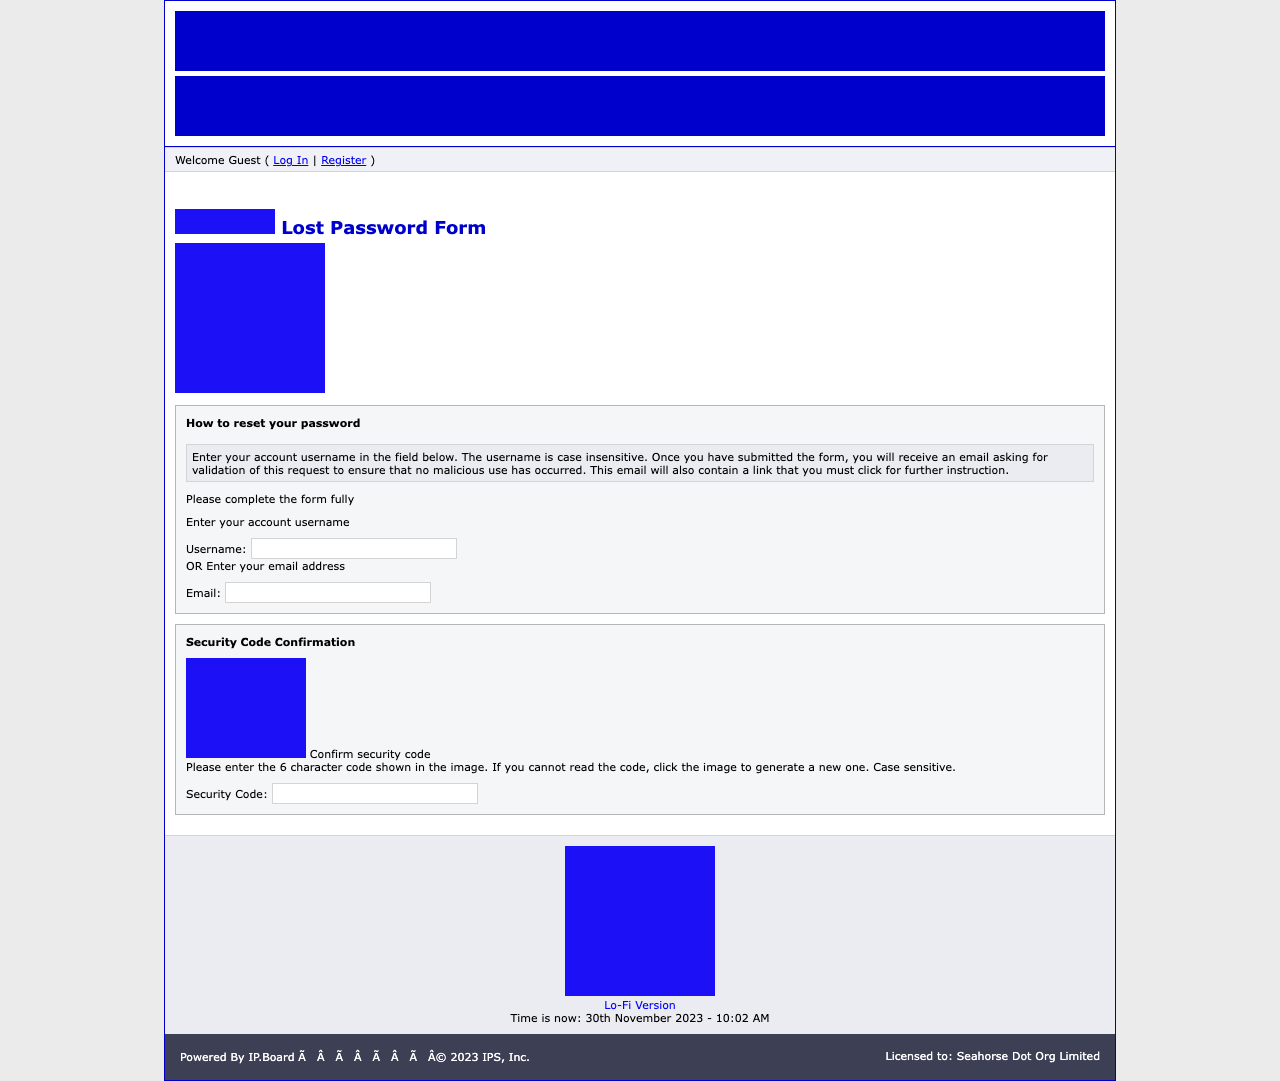 Welcome Guest ( Log In | Register )
Lost Password Form
How to reset your password
Enter your account username in the field below. The username is case insensitive. Once you have submitted the form, you will receive an email asking for
validation of this request to ensure that no malicious use has occurred. This email will also contain a link that you must click for further instruction.
Please complete the form fully
Enter your account username
Username:
OR Enter your email address
Email:
Security Code Confirmation
Confirm security code
Please enter the 6 character code shown in the image. If you cannot read the code, click the image to generate a new one. Case sensitive.
Security Code:
Lo-Fi Version
Time is now: 30th November 2023 - 10:02 AM
Powered By IP.Board Ã Â Ã Â Ã Â Ã Â© 2023 IPS, Inc.
Licensed to: Seahorse Dot Org Limited